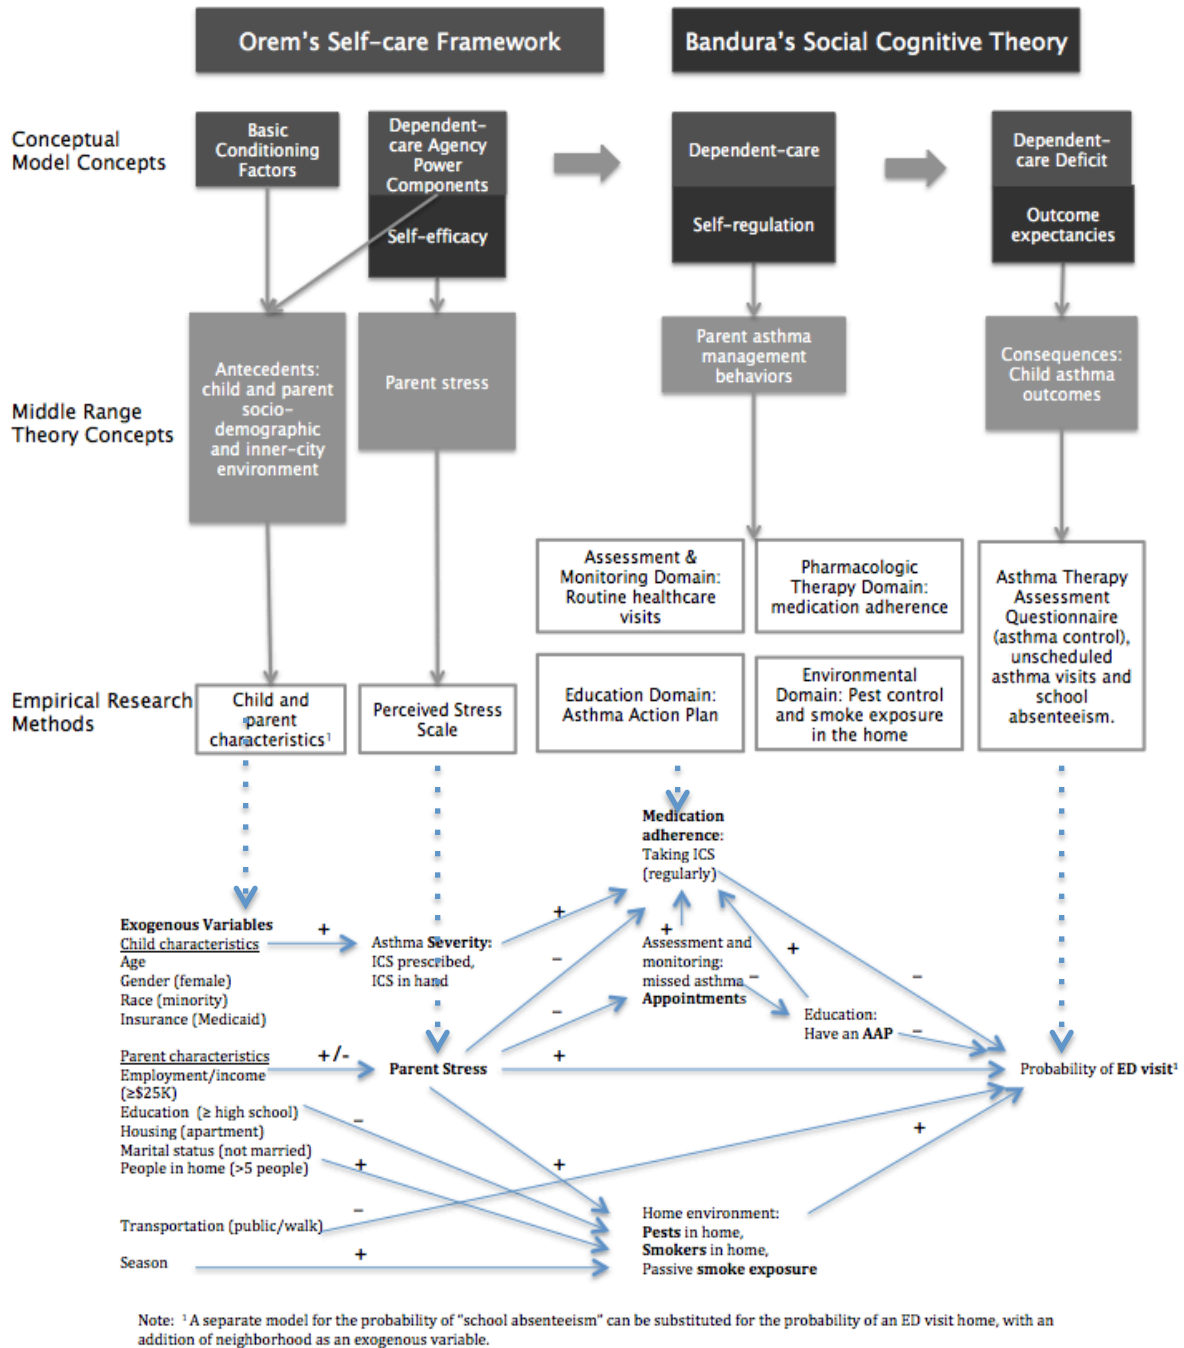 Orem's Self-care Framework
Bandura's Social Cognitive Theory
Conceptual
Model Concepts
Basic
Conditioning
Factors
Dependent-
care Agency
Power
Components
Self-efficacy
Dependent-care
Self-regulation
Dependent-
care Deficit
Outcome
expectancies
Middle Range
Theory Concepts
Antecedents:
child and parent
socio-
demographic
and inner-city
environment
Parent stress
Parent asthma
management
behaviors
Consequences:
Child asthma
outcomes
Empirical Research
Methods
Child and
parent
characteristics¹
Perceived Stress
Scale
Assessment &
Monitoring Domain:
Routine healthcare
visits
Pharmacologic
Therapy Domain:
medication adherence
Education Domain:
Asthma Action Plan
Environmental
Domain: Pest control
and smoke exposure
in the home
Asthma Therapy
Assessment
Questionnaire
(asthma control),
unscheduled
asthma visits and
school
absenteeism.
Medication
adherence:
Taking ICS
(regularly)
Exogenous Variables
Child characteristics
Age
Gender (female)
Race (minority)
Insurance (Medicaid)
+
Asthma Severity:
ICS prescribed,
ICS in hand
+
–
–
+
Assessment and
monitoring:
missed asthma
Appointments
–
+
Education:
Have an AAP
–
–
Parent characteristics
Employment/income
(≥$25K)
Education (≥ high school)
Housing (apartment)
Marital status (not married)
People in home (>5 people)
+/-
Parent Stress
+
Probability of ED visit¹
–
+
+
+
Transportation (public/walk)
–
Season
+
Home environment:
Pests in home,
Smokers in home,
Passive smoke exposure
Note: ¹ A separate model for the probability of "school absenteeism" can be substituted for the probability of an ED visit home, with an
addition of neighborhood as an exogenous variable.